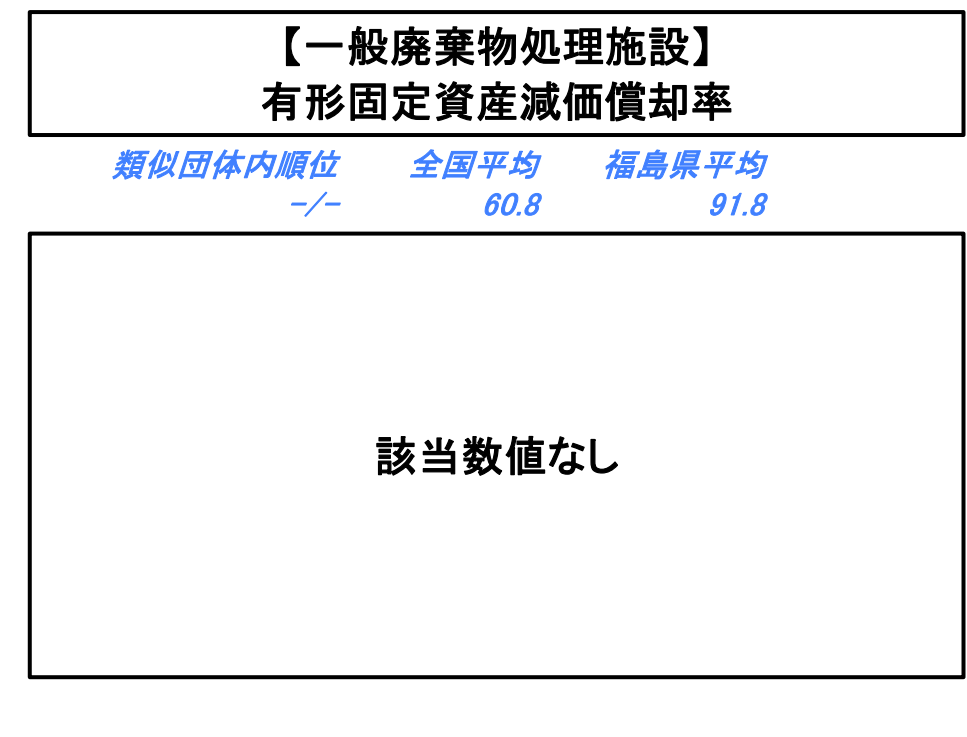 【一般廃棄物処理施設】
有形固定資産減価償却率
類似団体内順位 全国平均 福島県平均
-/- 60.8 91.8
該当数値なし